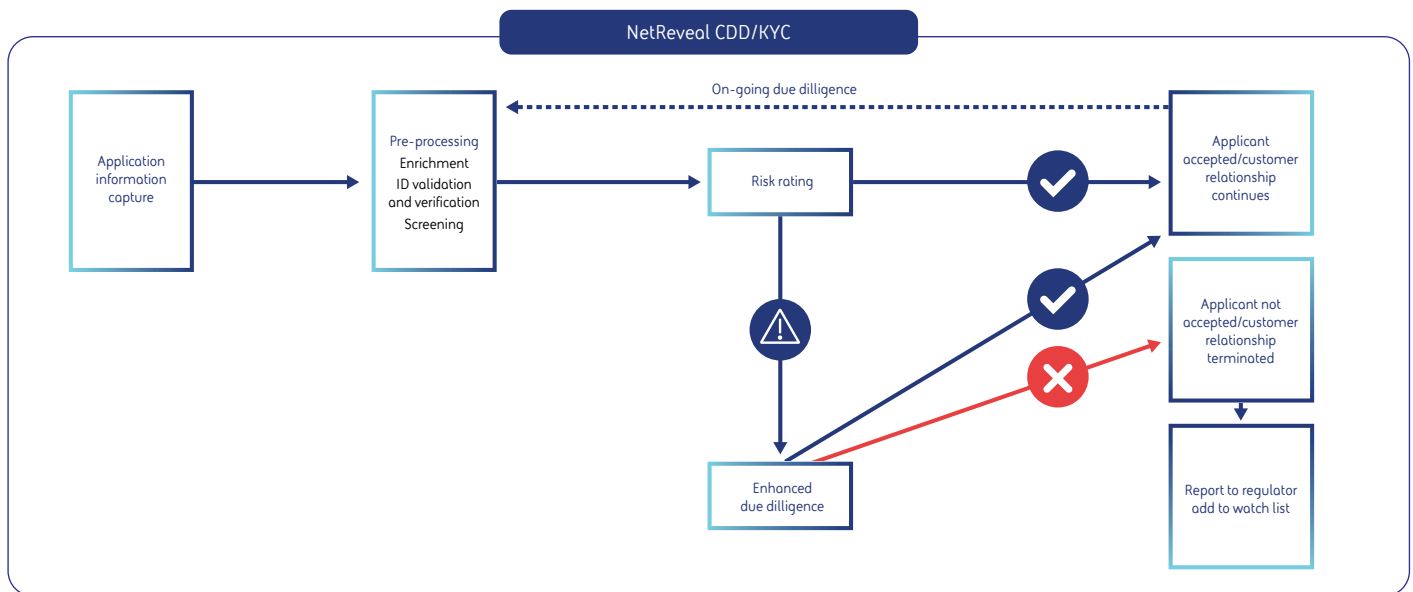 NetReveal CDD/KYC
On-going due dilligence
Application
information
capture
Pre-processing
Enrichment
ID validation
and verification
Screening
Risk rating
Applicant
accepted/customer
relationship
continues
Applicant not
accepted/customer
relationship
terminated
Enhanced
due dilligence
Report to regulator
add to watch list